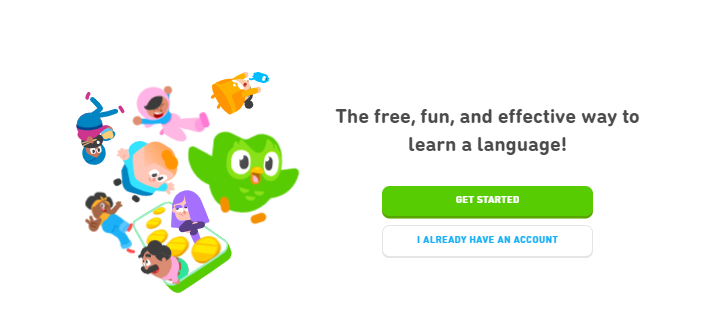 The free, fun, and effective way to
learn a language!
GET STARTED
I ALREADY HAVE AN ACCOUNT